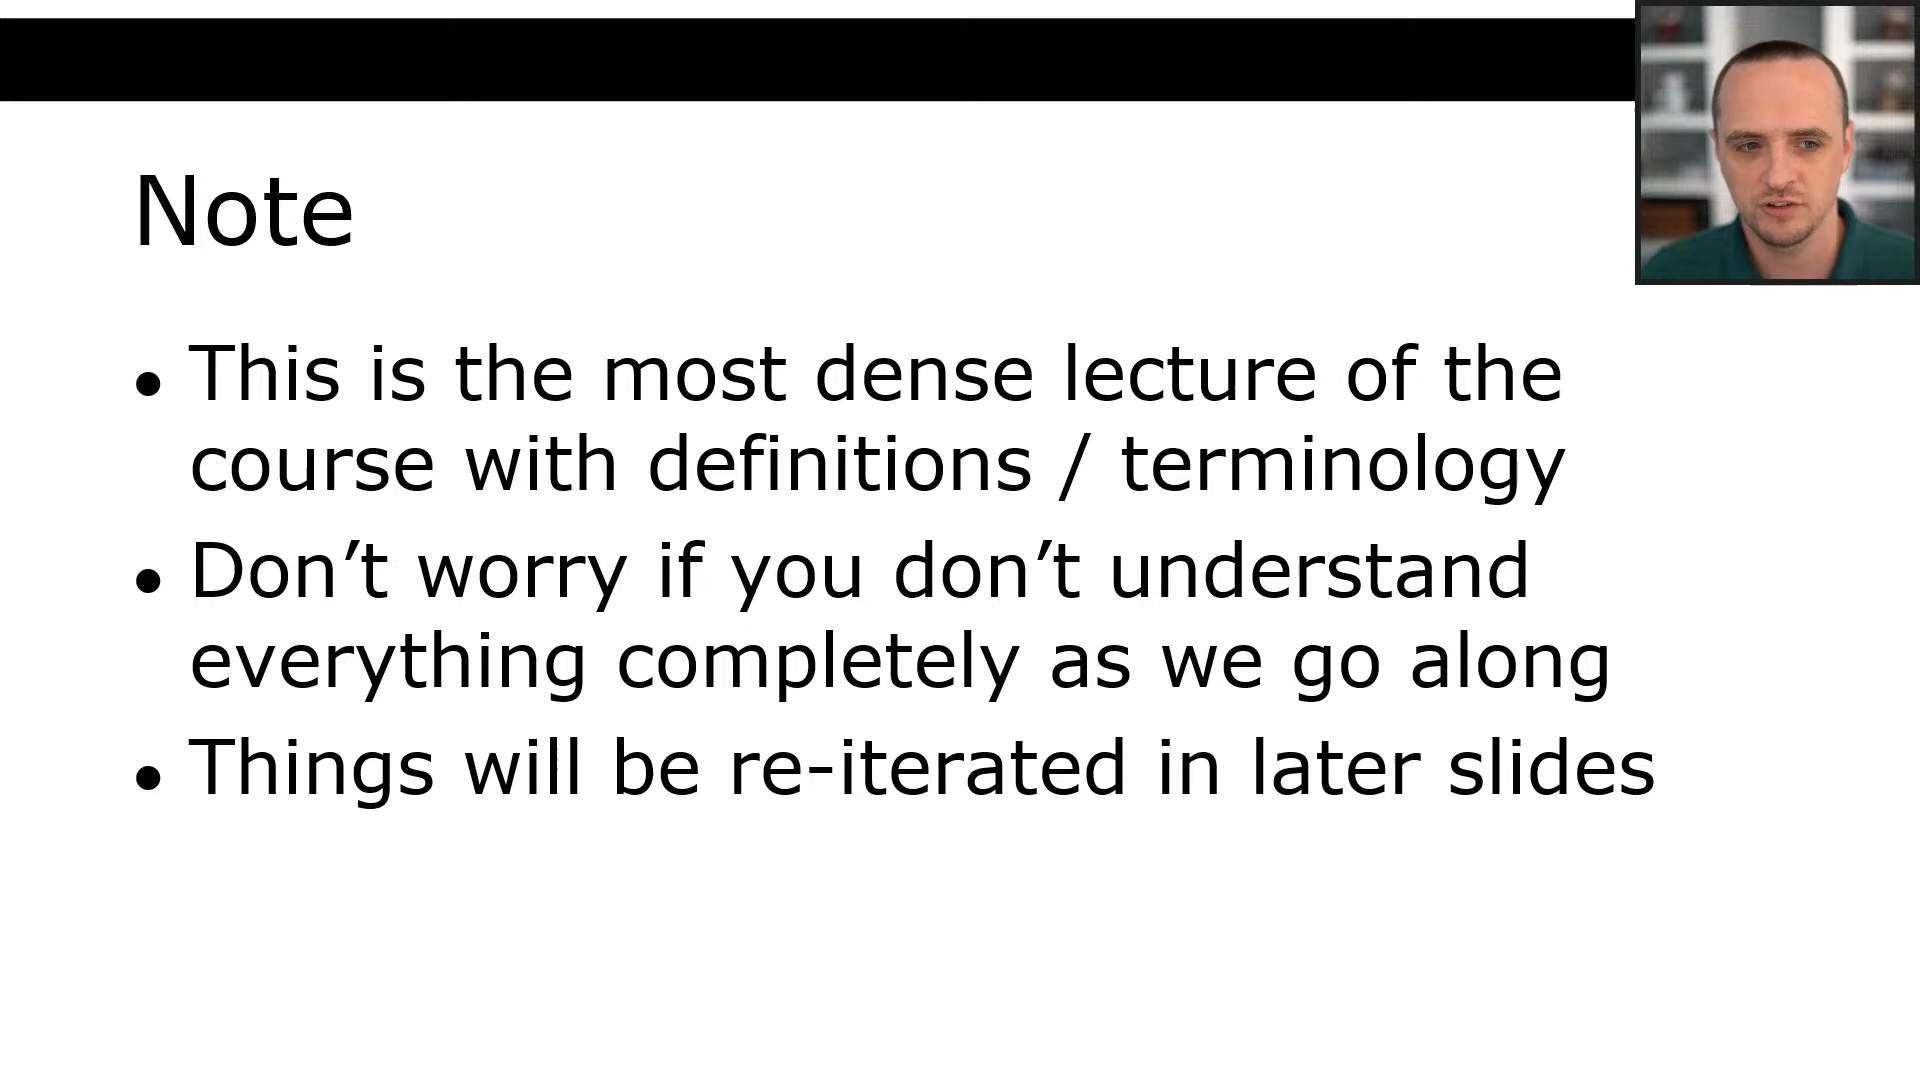 Note
• This is the most dense lecture of the
course with definitions / terminology
• Don’t worry if you don’t understand
everything completely as we go along
• Things will be re-iterated in later slides